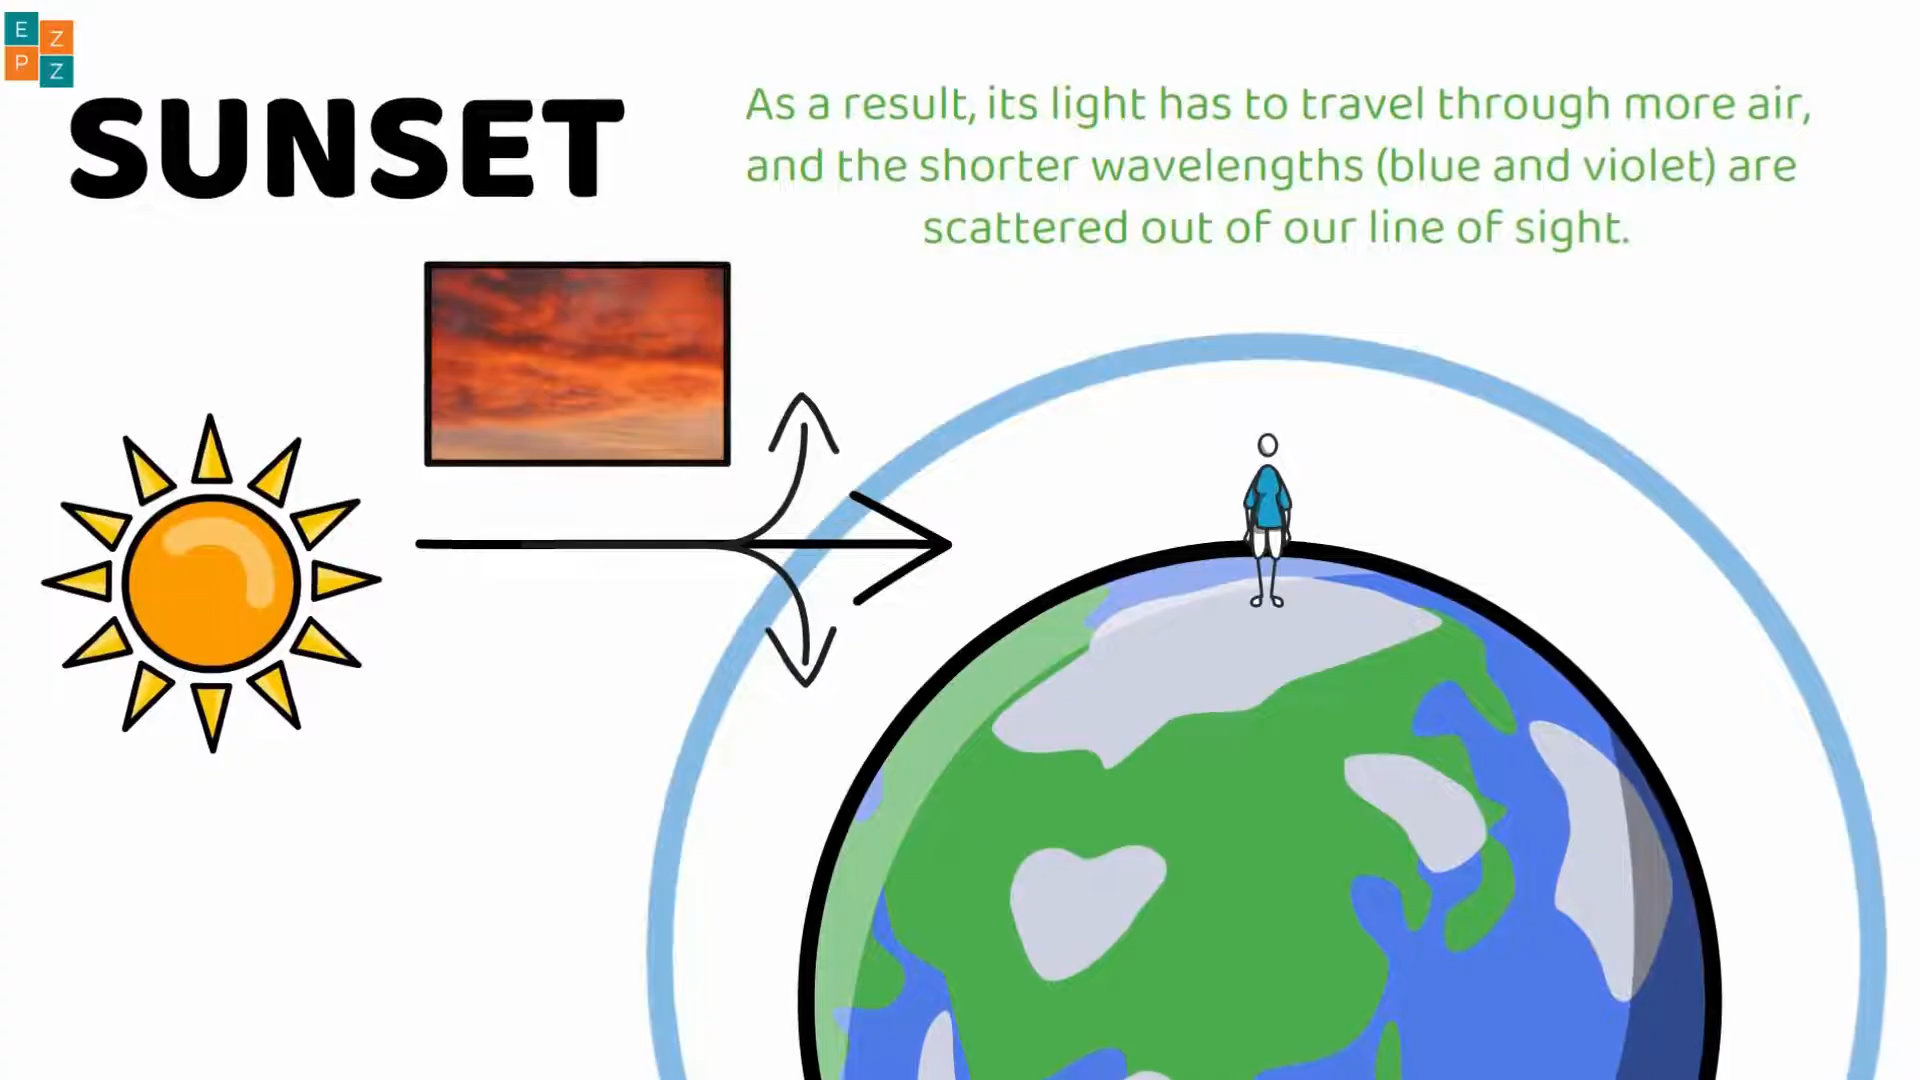 E Z
P Z
SUNSET
As a result, its light has to travel through more air,
and the shorter wavelengths (blue and violet) are
scattered out of our line of sight.